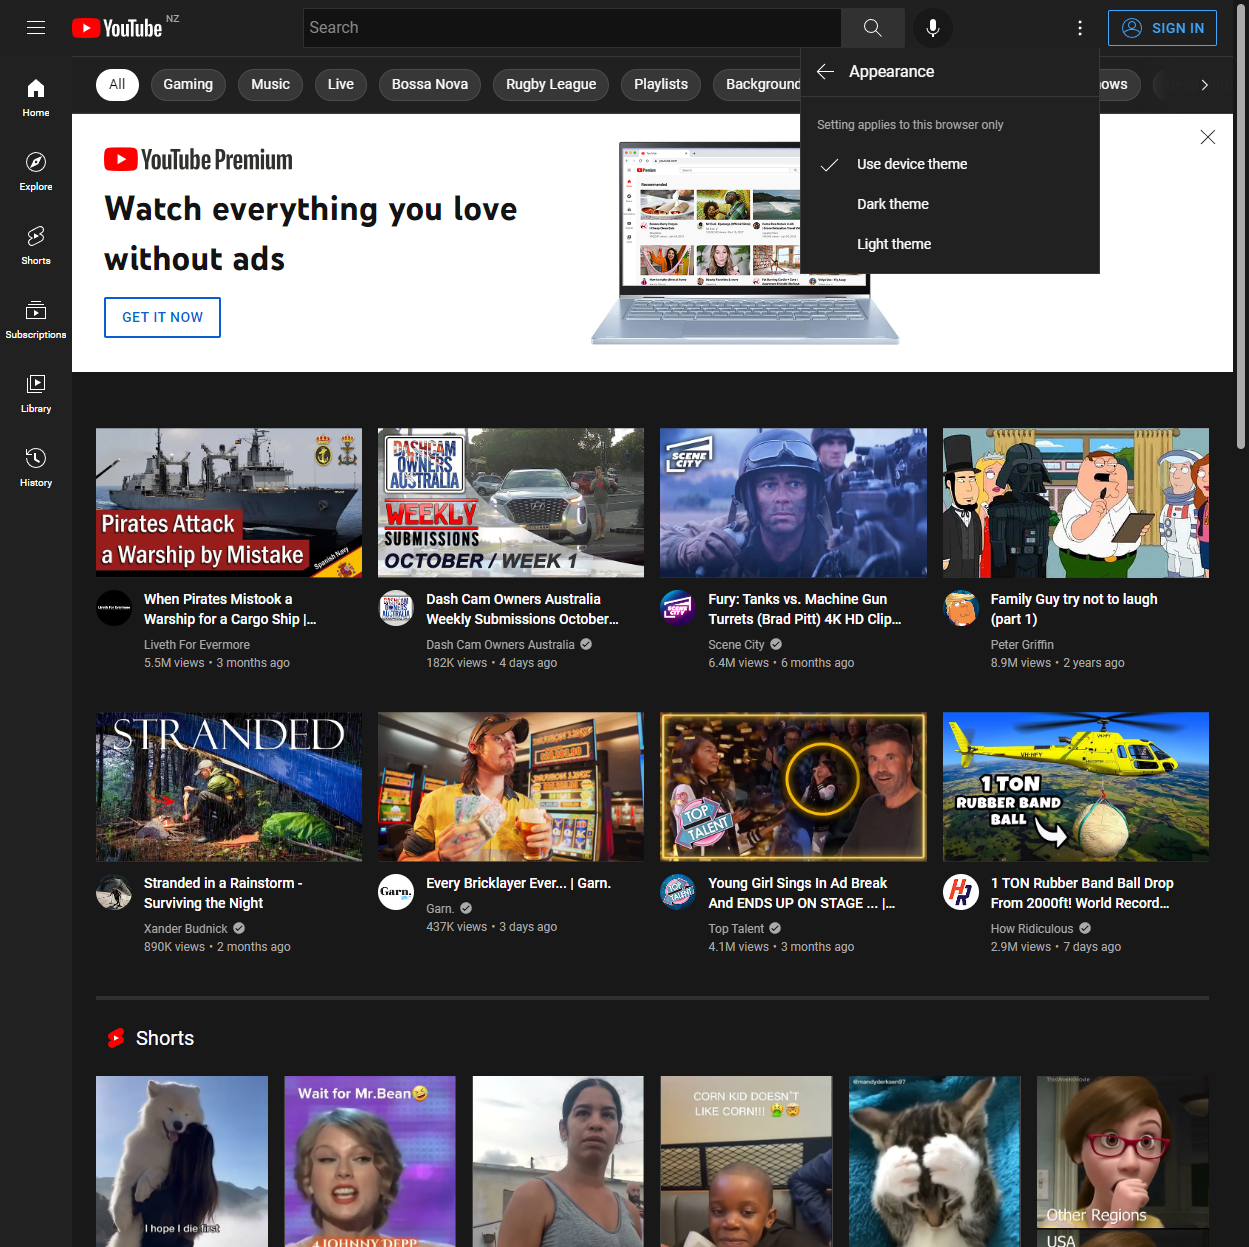 YouTube NZ
Search
SIGN IN
Appearance
Setting applies to this browser only
Use device theme
Dark theme
Light theme
All
Gaming
Music
Live
Bossa Nova
Rugby League
Playlists
Home
Explore
Shorts
Subscriptions
Library
History
YouTube Premium
Watch everything you love
without ads
GET IT NOW
Premium
Recommended
Pirates Attack
a Warship by Mistake
Spanish Navy
DASHCAM
OWNERS
AUSTRALIA
WEEKLY
SUBMISSIONS
OCTOBER / WEEK 1
SCENE
CITY
When Pirates Mistook a
Warship for a Cargo Ship |...
Liveth For Evermore
5.5M views • 3 months ago
Dash Cam Owners Australia
Weekly Submissions October...
Dash Cam Owners Australia
182K views • 4 days ago
SCENE
CITY
Fury: Tanks vs. Machine Gun
Turrets (Brad Pitt) 4K HD Clip...
Scene City
6.4M views • 6 months ago
Family Guy try not to laugh
(part 1)
Peter Griffin
8.9M views • 2 years ago
STRANDED
TOP
TALENT
1 TON
RUBBER BAND
BALL
Stranded in a Rainstorm -
Surviving the Night
Xander Budnick
890K views • 2 months ago
Garn.
Every Bricklayer Ever... | Garn.
Garn.
437K views • 3 days ago
Young Girl Sings In Ad Break
And ENDS UP ON STAGE ... |...
Top Talent
4.1M views • 3 months ago
HR
1 TON Rubber Band Ball Drop
From 2000ft! World Record...
How Ridiculous
2.9M views • 7 days ago
Shorts
I hope I die first
Wait for Mr.Bean🤣
JOHNNY DEPP
CORN KID DOESN'T
LIKE CORN!!! 🤮🤯
@mandyderksen97
Other Regions
USA